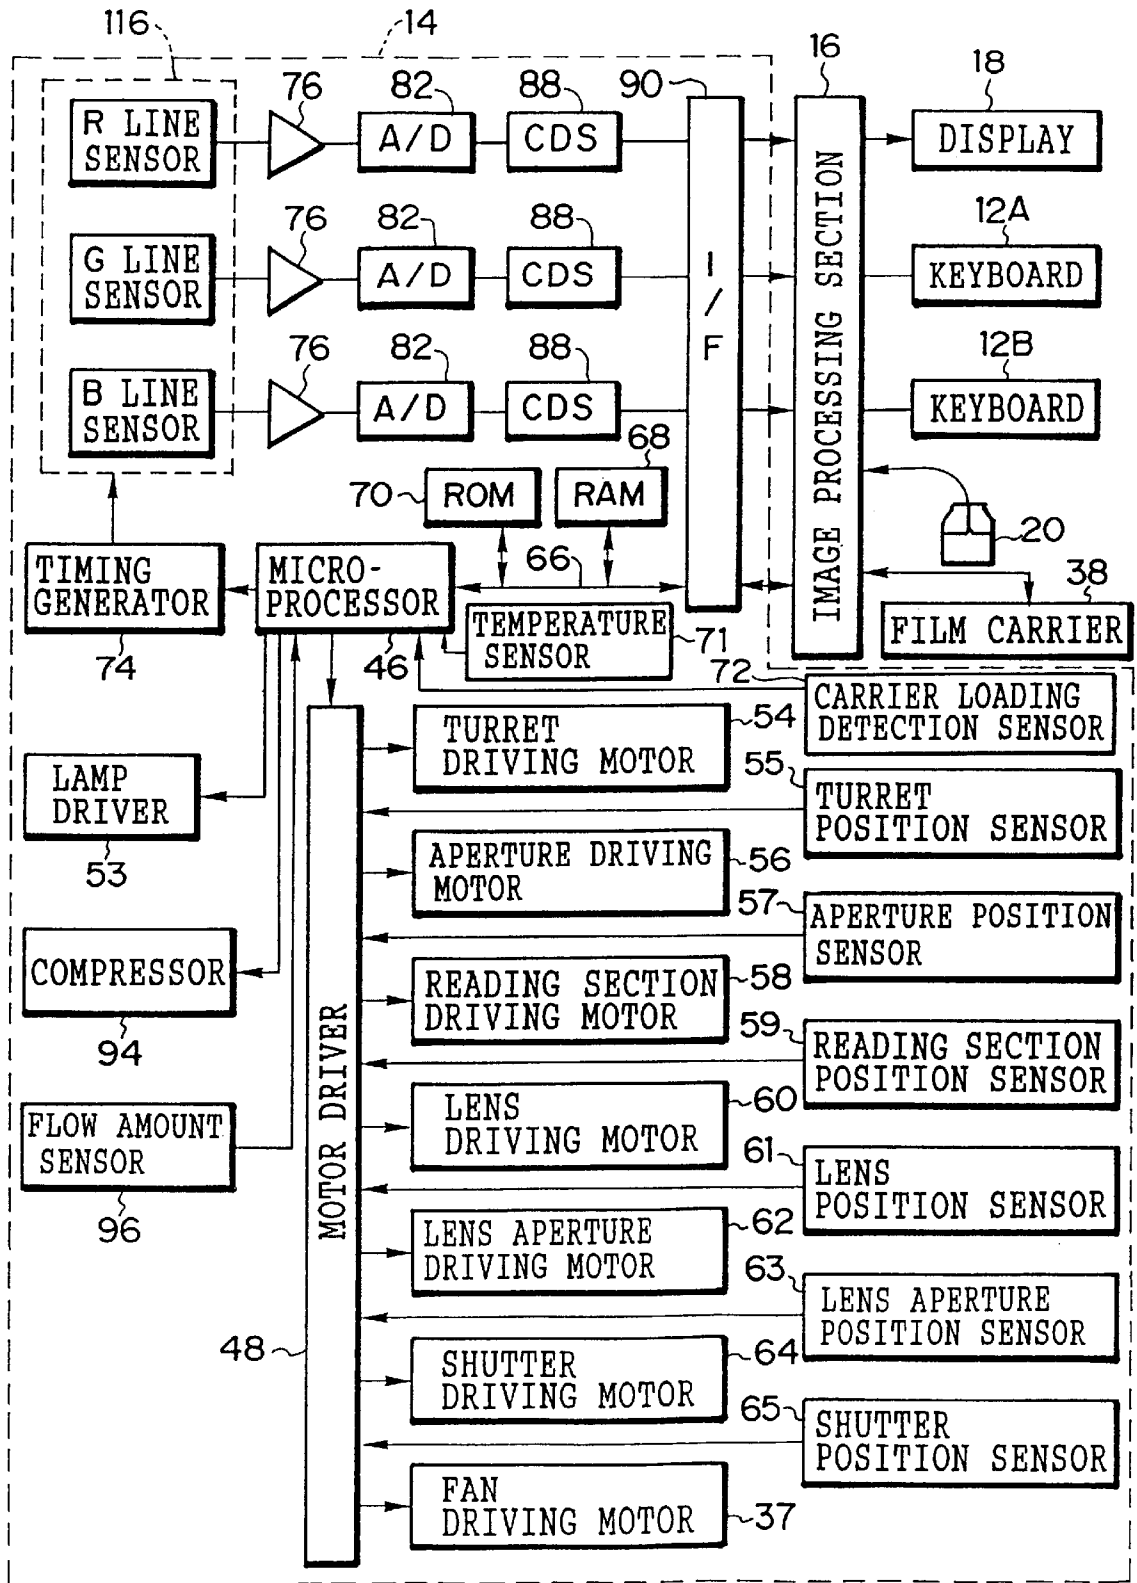 116
14
16
18
76
82
88
90
R LINE
SENSOR
A/D
CDS
DISPLAY
76
82
88
12A
G LINE
SENSOR
A/D
CDS
KEYBOARD
76
82
88
12B
B LINE
SENSOR
A/D
CDS
KEYBOARD
I/F
IMAGE PROCESSING SECTION
68
70
ROM
RAM
20
TIMING
GENERATOR
74
MICRO-
PROCESSOR
46
66
TEMPERATURE
SENSOR
71
38
FILM CARRIER
72
CARRIER LOADING
DETECTION SENSOR
TURRET
DRIVING MOTOR
54
55
TURRET
POSITION SENSOR
LAMP
DRIVER
53
APERTURE DRIVING
MOTOR
56
57
APERTURE POSITION
SENSOR
COMPRESSOR
94
READING SECTION
DRIVING MOTOR
58
59
READING SECTION
POSITION SENSOR
MOTOR DRIVER
48
FLOW AMOUNT
SENSOR
96
LENS
DRIVING MOTOR
60
61
LENS
POSITION SENSOR
LENS APERTURE
DRIVING MOTOR
62
63
LENS APERTURE
POSITION SENSOR
SHUTTER
DRIVING MOTOR
64
65
SHUTTER
POSITION SENSOR
FAN
DRIVING MOTOR
37